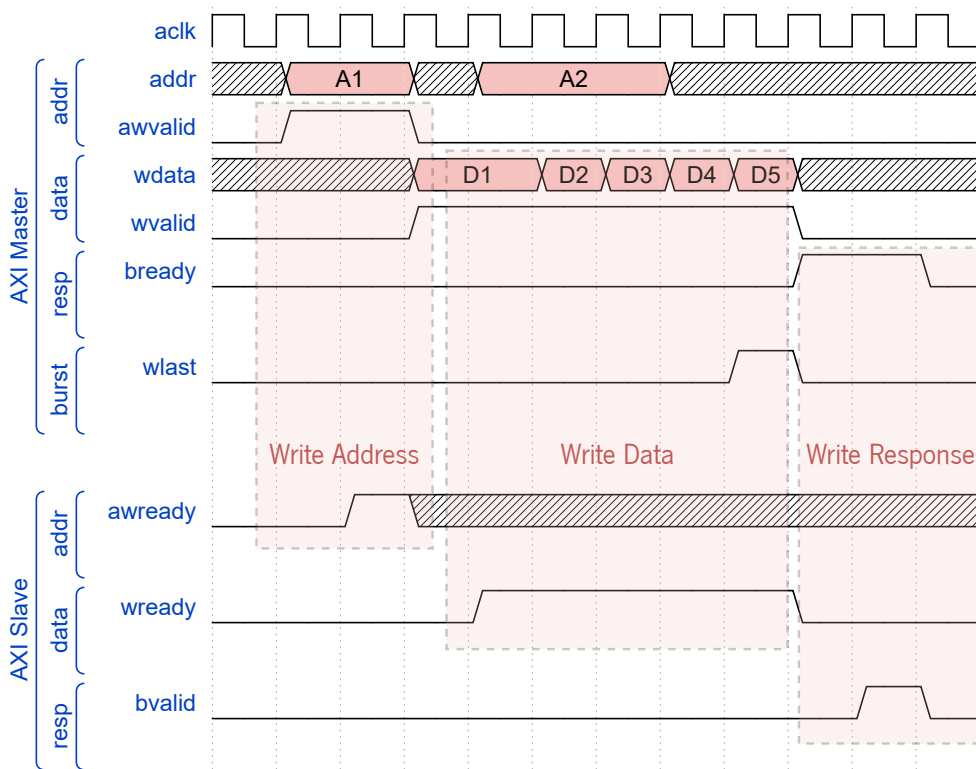 aclk
AXI Master
addr
addr
A1
A2
awvalid
data
wdata
D1
D2
D3
D4
D5
wvalid
resp
bready
burst
wlast
Write Address
Write Data
Write Response
AXI Slave
addr
awready
data
wready
resp
bvalid